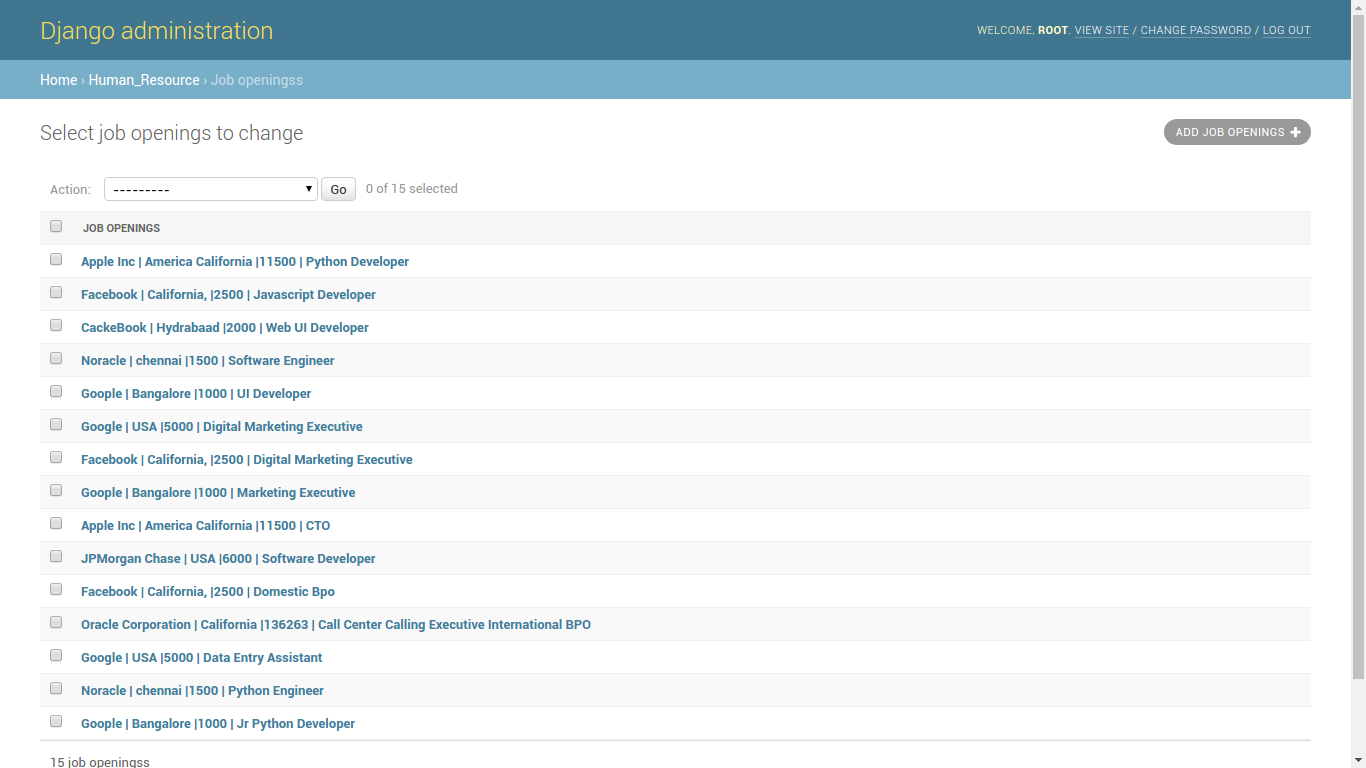 Django administration
WELCOME, ROOT. VIEW SITE / CHANGE PASSWORD / LOG OUT
Home › Human_Resource › Job openingss
Select job openings to change
ADD JOB OPENINGS +
Action: --------- Go 0 of 15 selected
JOB OPENINGS
Apple Inc | America California |11500 | Python Developer
Facebook | California, |2500 | Javascript Developer
CackeBook | Hydrabaad |2000 | Web UI Developer
Noracle | chennai |1500 | Software Engineer
Goople | Bangalore |1000 | UI Developer
Google | USA |5000 | Digital Marketing Executive
Facebook | California, |2500 | Digital Marketing Executive
Goople | Bangalore |1000 | Marketing Executive
Apple Inc | America California |11500 | CTO
JPMorgan Chase | USA |6000 | Software Developer
Facebook | California, |2500 | Domestic Bpo
Oracle Corporation | California |136263 | Call Center Calling Executive International BPO
Google | USA |5000 | Data Entry Assistant
Noracle | chennai |1500 | Python Engineer
Goople | Bangalore |1000 | Jr Python Developer
15 job openingss